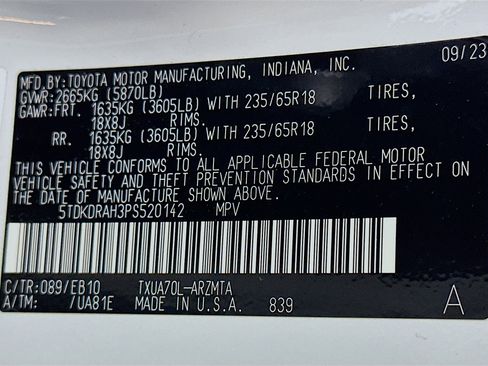 09/23
MFD.BY:TOYOTA MOTOR MANUFACTURING, INDIANA, INC.
GVWR:2665KG (5870LB)
GAWR:FRT. 1635KG (3605LB) WITH 235/65R18 TIRES,
18X8J RIMS.
RR. 1635KG (3605LB) WITH 235/65R18 TIRES,
18X8J RIMS.
THIS VEHICLE CONFORMS TO ALL APPLICABLE FEDERAL MOTOR
VEHICLE SAFETY AND THEFT PREVENTION STANDARDS IN EFFECT ON
THE DATE OF MANUFACTURE SHOWN ABOVE.
5TDKDRAH3PS520142 MPV
C/TR:089/EB10 TXUA70L-ARZMTA
A/TM: /UA81E MADE IN U.S.A. 839 A